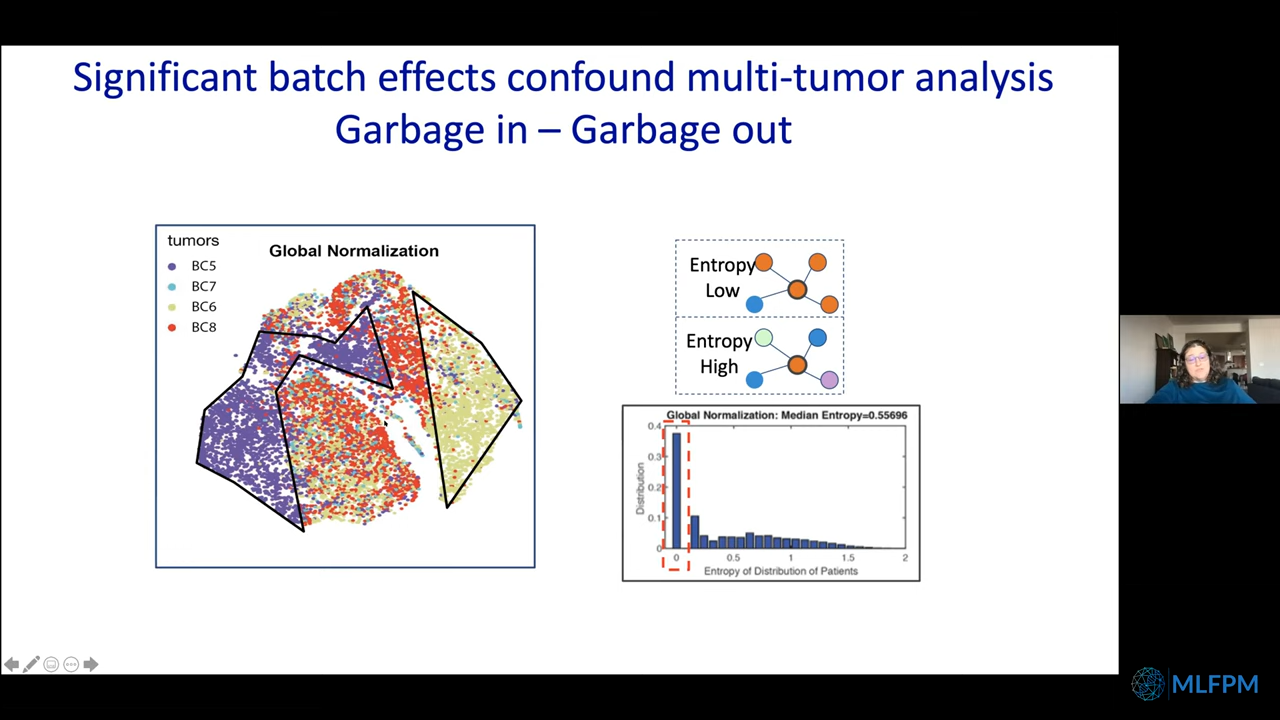 Significant batch effects confound multi-tumor analysis
Garbage in – Garbage out
tumors
Global Normalization
BC5
BC7
BC6
BC8
Entropy
Low
Entropy
High
Global Normalization: Median Entropy=0.55696
0.4
0.3
0.2
0.1
0
Distribution
0 0.5 1 1.5 2
Entropy of Distribution of Patients
MLFPM